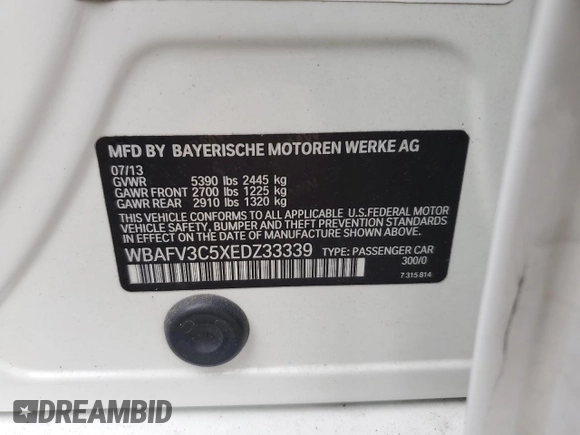 MFD BY BAYERISCHE MOTOREN WERKE AG
07/13
GVWR 5390 lbs 2445 kg
GAWR FRONT 2700 lbs 1225 kg
GAWR REAR 2910 lbs 1320 kg
THIS VEHICLE CONFORMS TO ALL APPLICABLE U.S.FEDERAL MOTOR
VEHICLE SAFETY, BUMPER AND THEFT PREVENTION STANDARDS
IN EFFECT ON THE DATE OF MANUFACTURE SHOWN ABOVE.
WBAFV3C5XEDZ33339 TYPE: PASSENGER CAR
300/0
7 315 814
DREAMBID